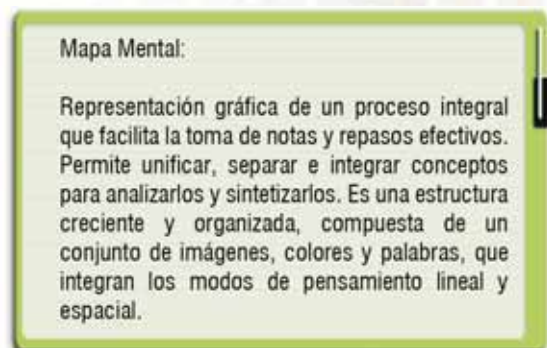 Mapa Mental:
Representación gráfica de un proceso integral
que facilita la toma de notas y repasos efectivos.
Permite unificar, separar e integrar conceptos
para analizarlos y sintetizarlos. Es una estructura
creciente y organizada, compuesta de un
conjunto de imágenes, colores y palabras, que
integran los modos de pensamiento lineal y
espacial.